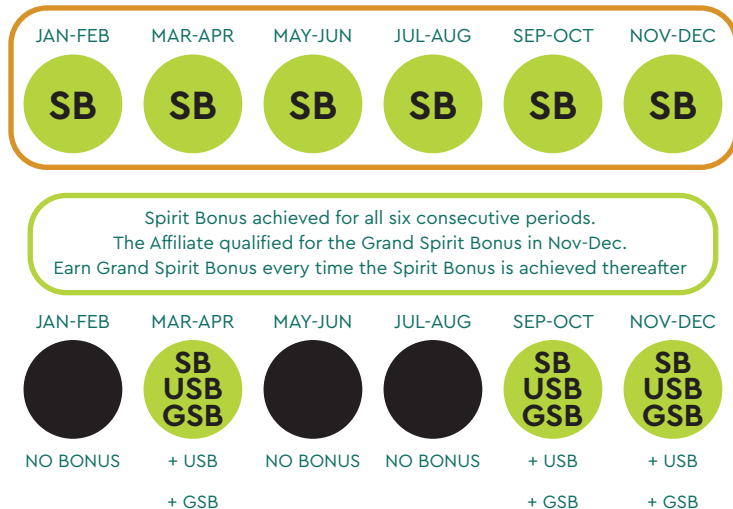 JAN-FEB MAR-APR MAY-JUN JUL-AUG SEP-OCT NOV-DEC
SB SB SB SB SB SB
Spirit Bonus achieved for all six consecutive periods.
The Affiliate qualified for the Grand Spirit Bonus in Nov-Dec.
Earn Grand Spirit Bonus every time the Spirit Bonus is achieved thereafter
JAN-FEB MAR-APR MAY-JUN JUL-AUG SEP-OCT NOV-DEC
SB SB SB
USB USB USB
GSB GSB GSB
NO BONUS + USB NO BONUS NO BONUS + USB + USB
+ GSB + GSB + GSB